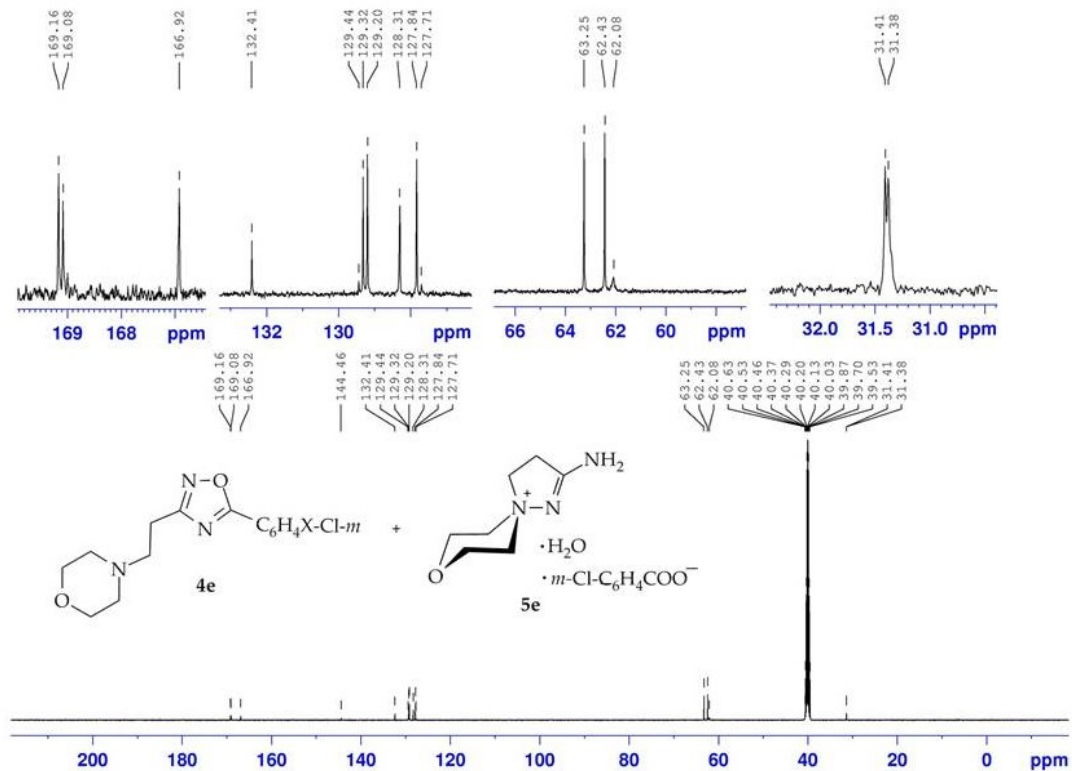 169.16
169.08
166.92
132.41
129.44
129.32
129.20
128.31
127.84
127.71
63.25
62.43
62.08
31.41
31.38
169 168 ppm
132 130 ppm
66 64 62 60 ppm
32.0 31.5 31.0 ppm
169.16
169.08
166.92
144.46
132.41
129.44
129.32
129.20
128.31
127.84
127.71
63.25
62.43
62.08
40.63
40.53
40.46
40.37
40.29
40.20
40.13
40.03
39.87
39.70
39.53
31.41
31.38
N O
N
C₆H₄X-Cl-m
N
O
4e
+
NH₂
N⁺ N
O
·H₂O
·m-Cl-C₆H₄COO⁻
5e
200 180 160 140 120 100 80 60 40 20 0 ppm